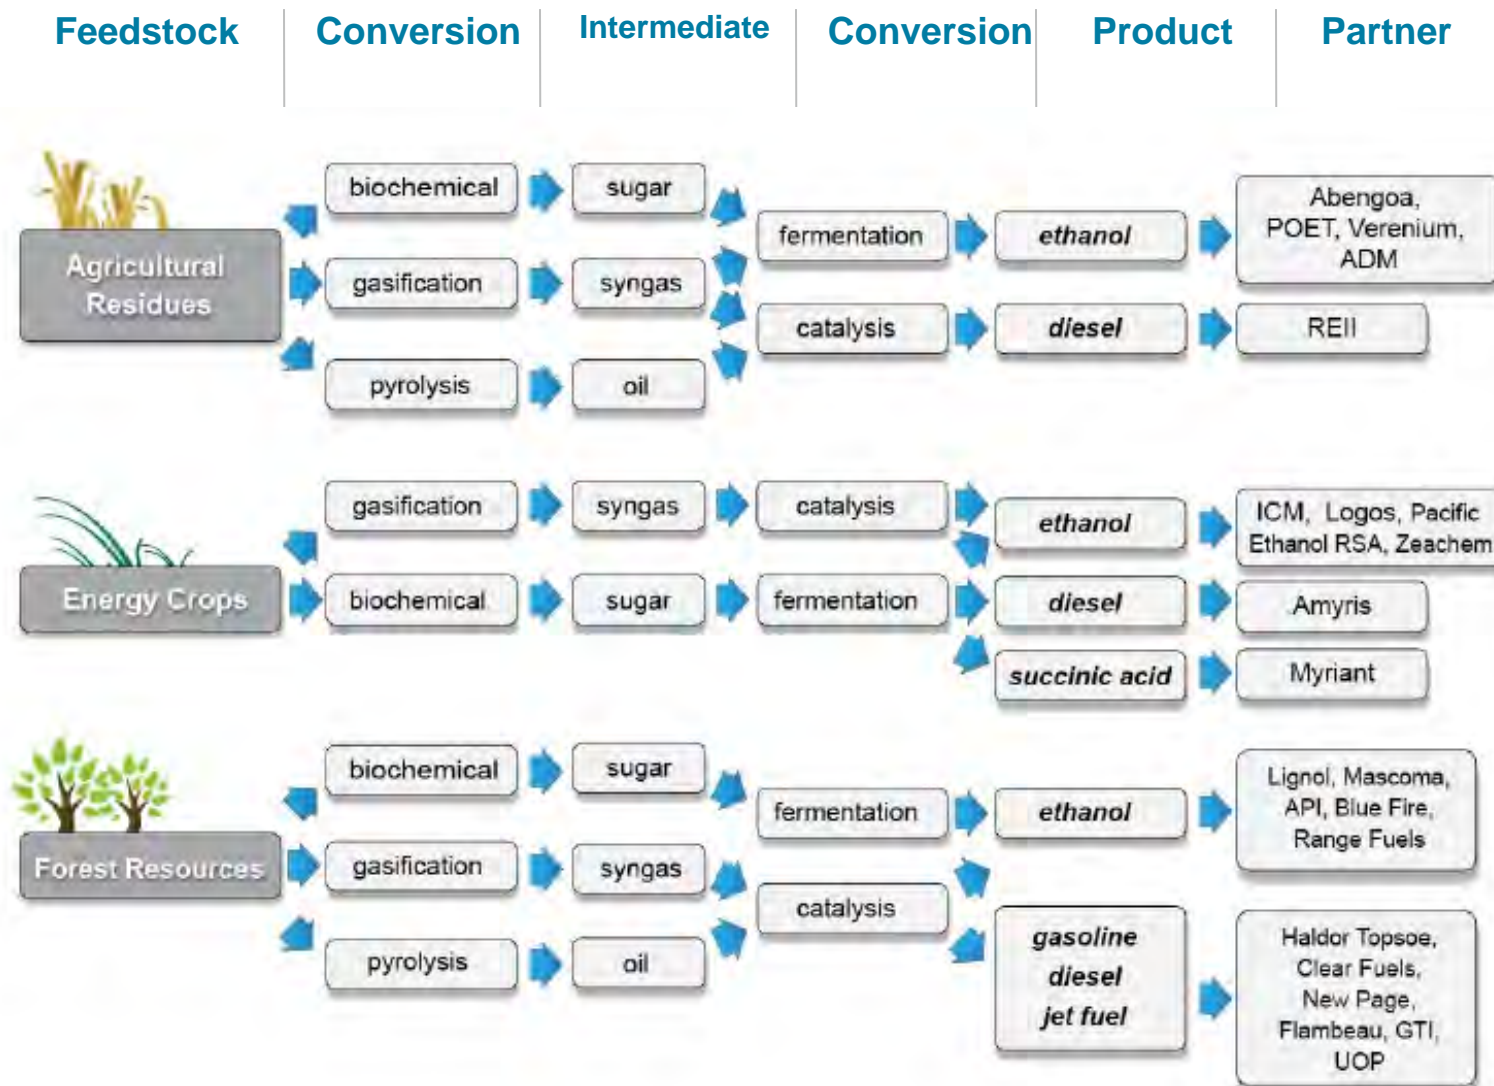 Feedstock
Conversion
Intermediate
Conversion
Product
Partner
biochemical
sugar
Agricultural
Residues
gasification
syngas
pyrolysis
oil
fermentation
ethanol
Abengoa,
POET, Verenium,
ADM
catalysis
diesel
REII
Energy Crops
gasification
syngas
catalysis
ethanol
ICM, Logos, Pacific
Ethanol RSA, Zeachem
biochemical
sugar
fermentation
diesel
Amyris
succinic acid
Myriant
Forest Resources
biochemical
sugar
fermentation
ethanol
Lignol, Mascoma,
API, Blue Fire,
Range Fuels
gasification
syngas
catalysis
pyrolysis
oil
gasoline
diesel
jet fuel
Haldor Topsoe,
Clear Fuels,
New Page,
Flambeau, GTI,
UOP